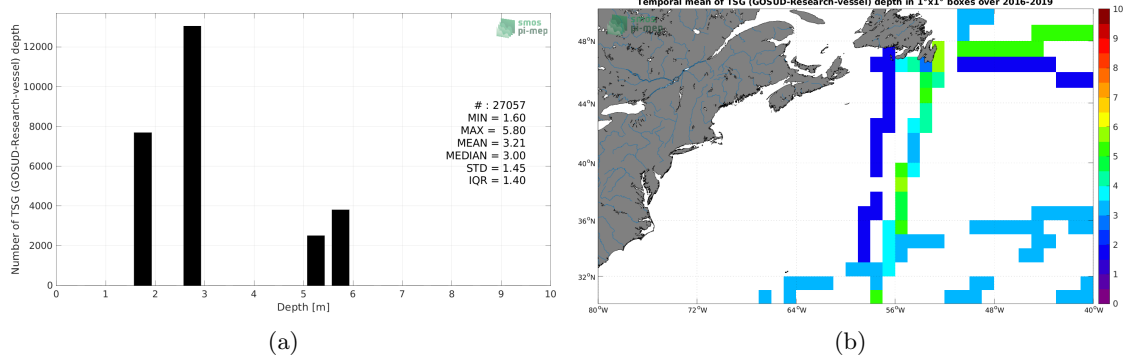 smos
pi-mep
# : 27057
MIN = 1.60
MAX = 5.80
MEAN = 3.21
MEDIAN = 3.00
STD = 1.45
IQR = 1.40
Number of TSG (GOSUD-Research-vessel) depth
12000
10000
8000
6000
4000
2000
0
0 1 2 3 4 5 6 7 8 9 10
Depth [m]
(a)
Temporal mean of TSG (GOSUD-Research-vessel) depth in 1°x1° boxes over 2016-2019
smos
pi-mep
48°N
44°N
40°N
36°N
32°N
80°W 72°W 64°W 56°W 48°W 40°W
10
9
8
7
6
5
4
3
2
1
0
(b)